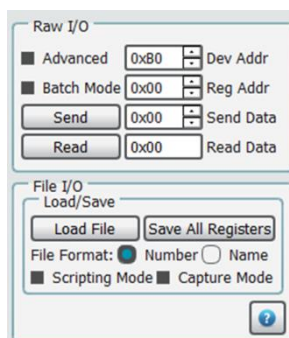 Raw I/O
Advanced 0xB0 Dev Addr
Batch Mode 0x00 Reg Addr
Send 0x00 Send Data
Read 0x00 Read Data
File I/O
Load/Save
Load File Save All Registers
File Format: Number Name
Scripting Mode Capture Mode
?